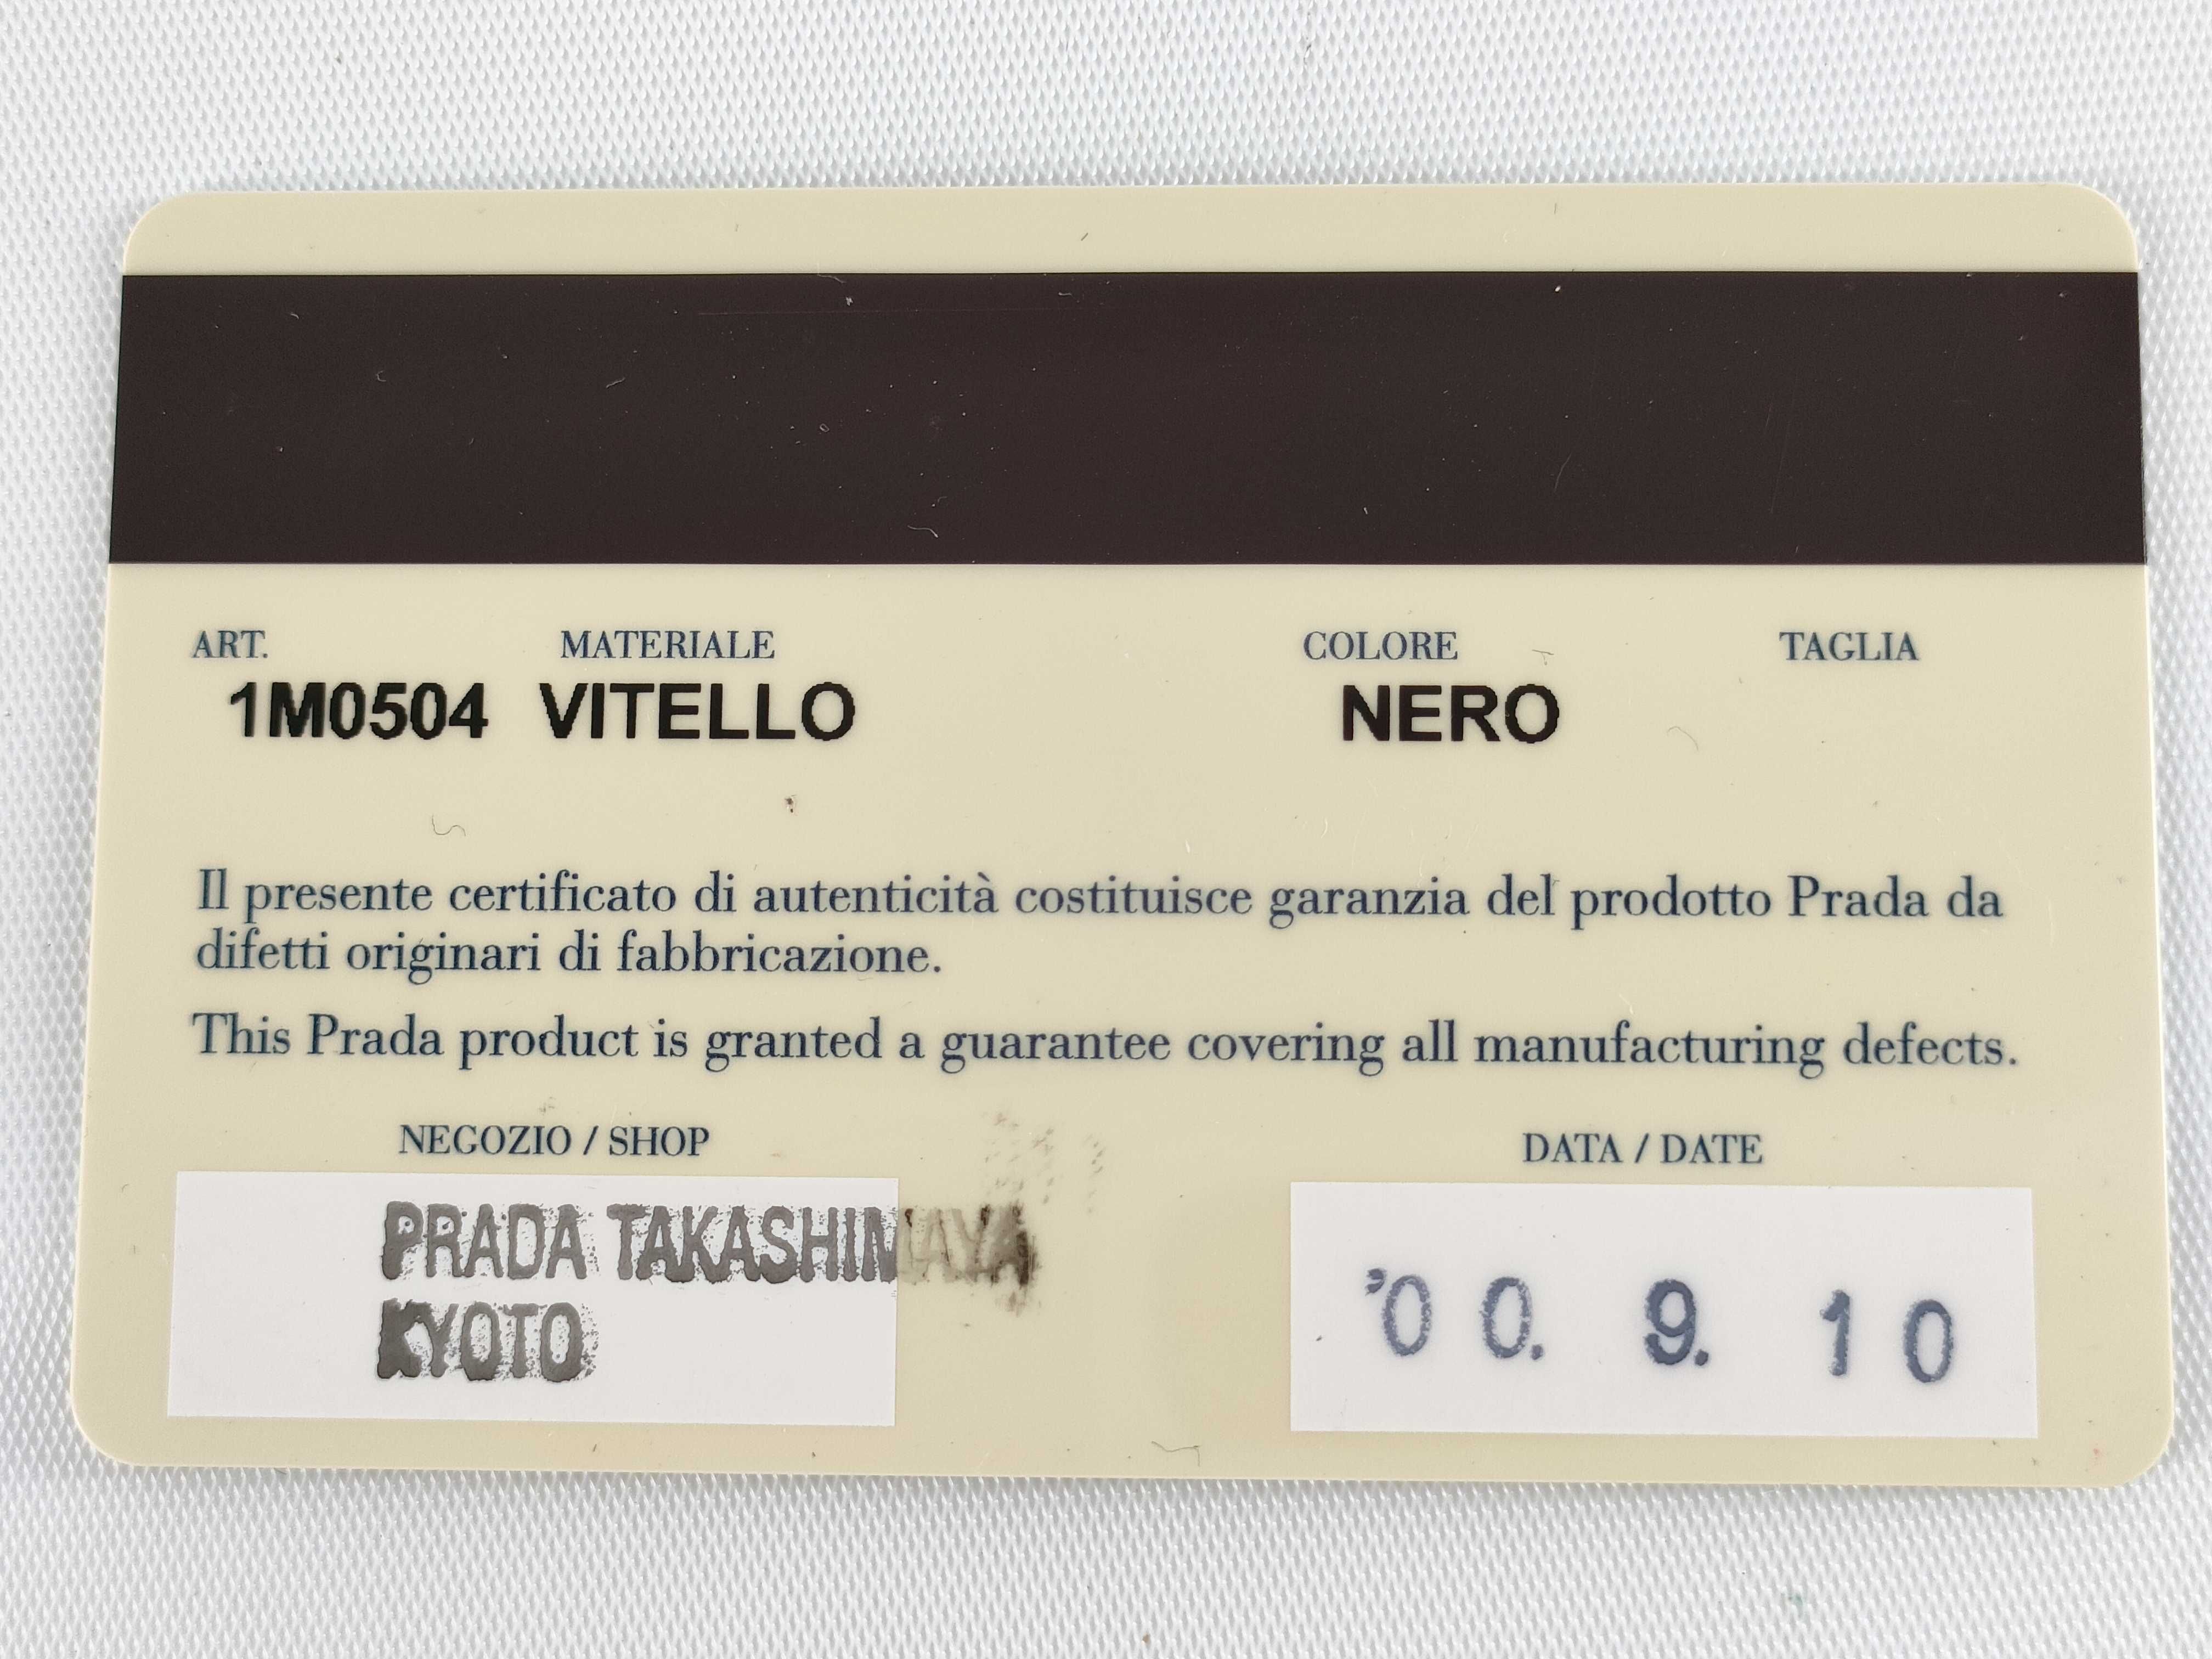 ART. MATERIALE COLORE TAGLIA
1M0504 VITELLO NERO
Il presente certificato di autenticità costituisce garanzia del prodotto Prada da
difetti originari di fabbricazione.
This Prada product is granted a guarantee covering all manufacturing defects.
NEGOZIO / SHOP DATA / DATE
PRADA TAKASHIMAYA
KYOTO
'00. 9. 10